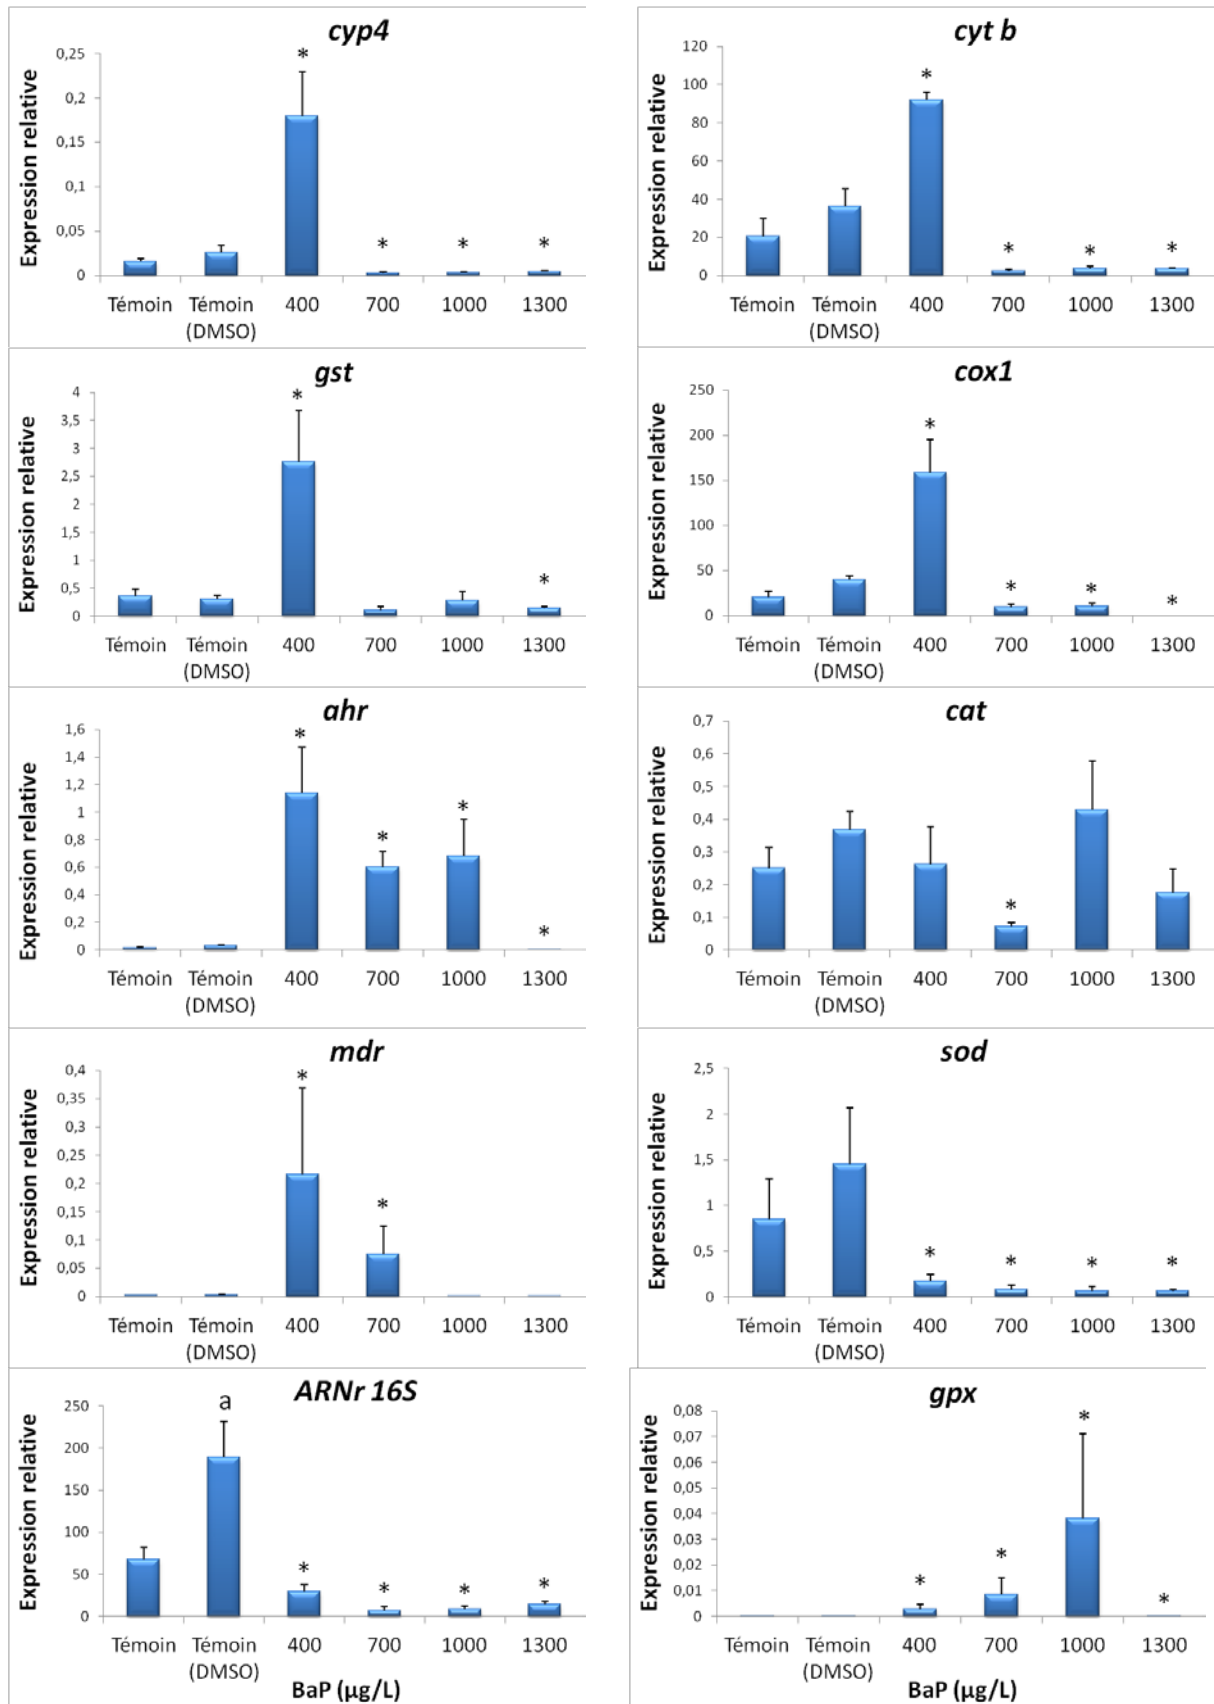 cyp4
*
0,25
0,2
0,15
0,1
0,05
0
Expression relative
* * *
Témoin Témoin 400 700 1000 1300
(DMSO)
cyt b
*
120
100
80
60
40
20
0
Expression relative
* * *
Témoin Témoin 400 700 1000 1300
(DMSO)
gst
*
4
3,5
3
2,5
2
1,5
1
0,5
0
Expression relative
*
Témoin Témoin 400 700 1000 1300
(DMSO)
cox1
*
250
200
150
100
50
0
Expression relative
* * *
Témoin Témoin 400 700 1000 1300
(DMSO)
ahr
*
1,6
1,4
1,2
1
0,8
0,6
0,4
0,2
0
Expression relative
* * *
Témoin Témoin 400 700 1000 1300
(DMSO)
cat
0,7
0,6
0,5
0,4
0,3
0,2
0,1
0
Expression relative
*
Témoin Témoin 400 700 1000 1300
(DMSO)
mdr
*
0,4
0,35
0,3
0,25
0,2
0,15
0,1
0,05
0
Expression relative
*
Témoin Témoin 400 700 1000 1300
(DMSO)
sod
2,5
2
1,5
1
0,5
0
Expression relative
* * * *
Témoin Témoin 400 700 1000 1300
(DMSO)
ARNr 16S
a
250
200
150
100
50
0
Expression relative
* * * *
Témoin Témoin 400 700 1000 1300
(DMSO)
BaP (µg/L)
gpx
*
0,08
0,07
0,06
0,05
0,04
0,03
0,02
0,01
0
Expression relative
* * *
Témoin Témoin 400 700 1000 1300
(DMSO)
BaP (µg/L)